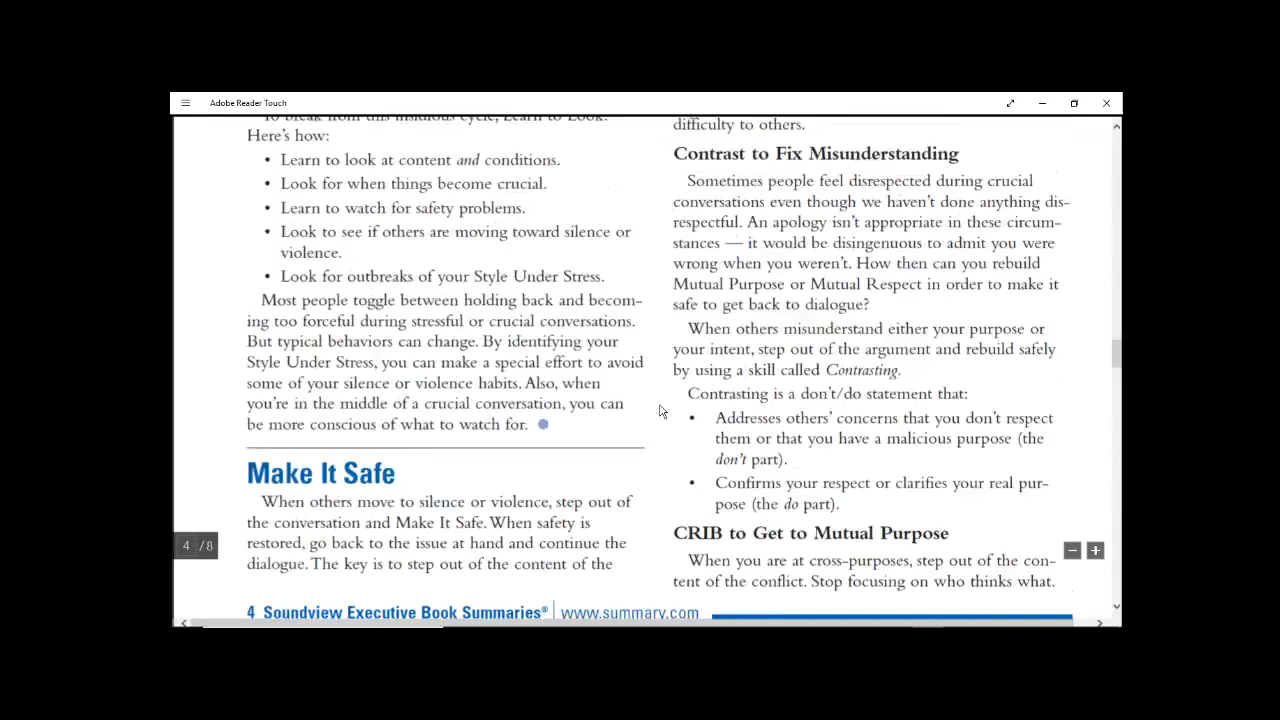 Adobe Reader Touch
To break from this insidious cycle, Learn to Look.
Here's how:
• Learn to look at content and conditions.
• Look for when things become crucial.
• Learn to watch for safety problems.
• Look to see if others are moving toward silence or
violence.
• Look for outbreaks of your Style Under Stress.
Most people toggle between holding back and becom-
ing too forceful during stressful or crucial conversations.
But typical behaviors can change. By identifying your
Style Under Stress, you can make a special effort to avoid
some of your silence or violence habits. Also, when
you're in the middle of a crucial conversation, you can
be more conscious of what to watch for.
Make It Safe
When others move to silence or violence, step out of
the conversation and Make It Safe. When safety is
restored, go back to the issue at hand and continue the
dialogue. The key is to step out of the content of the
4 Soundview Executive Book Summaries® | www.summary.com
difficulty to others.
Contrast to Fix Misunderstanding
Sometimes people feel disrespected during crucial
conversations even though we haven't done anything dis-
respectful. An apology isn't appropriate in these circum-
stances — it would be disingenuous to admit you were
wrong when you weren't. How then can you rebuild
Mutual Purpose or Mutual Respect in order to make it
safe to get back to dialogue?
When others misunderstand either your purpose or
your intent, step out of the argument and rebuild safely
by using a skill called Contrasting.
Contrasting is a don't/do statement that:
• Addresses others' concerns that you don't respect
them or that you have a malicious purpose (the
don't part).
• Confirms your respect or clarifies your real pur-
pose (the do part).
CRIB to Get to Mutual Purpose
When you are at cross-purposes, step out of the con-
tent of the conflict. Stop focusing on who thinks what.
4 /8